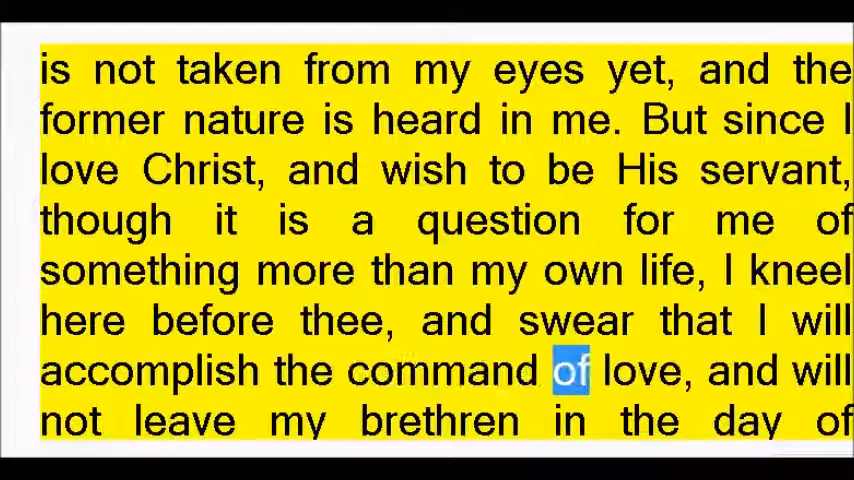 is not taken from my eyes yet, and the
former nature is heard in me. But since I
love Christ, and wish to be His servant,
though it is a question for me of
something more than my own life, I kneel
here before thee, and swear that I will
accomplish the command of love, and will
not leave my brethren in the day of